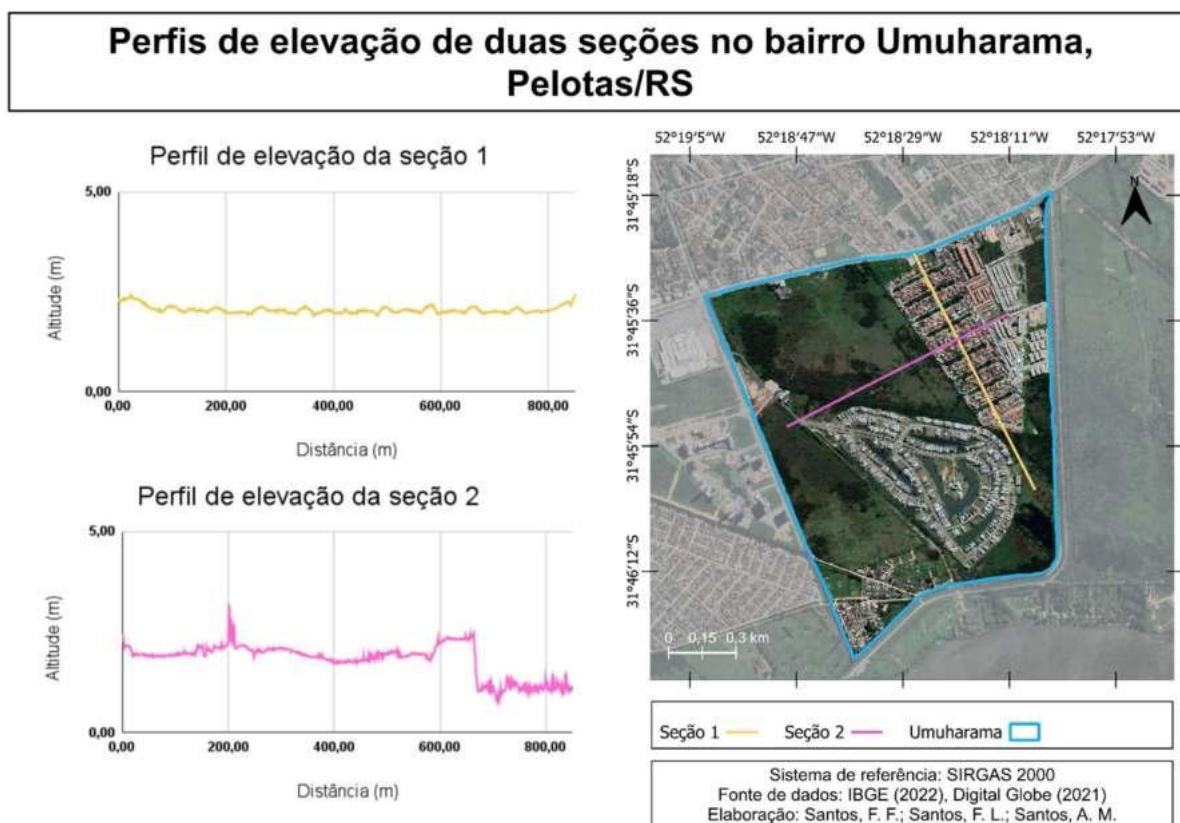 Perfis de elevação de duas seções no bairro Umuharama,
Pelotas/RS
Perfil de elevação da seção 1
5,00
Altitude (m)
0,00
0,00 200,00 400,00 600,00 800,00
Distância (m)
Perfil de elevação da seção 2
5,00
Altitude (m)
0,00
0,00 200,00 400,00 600,00 800,00
Distância (m)
52°19′5″W 52°18′47″W 52°18′29″W 52°18′11″W 52°17′53″W
31°45′18″S
31°45′36″S
31°45′54″S
31°46′12″S
N
0 0,15 0,3 km
Seção 1 Seção 2 Umuharama
Sistema de referência: SIRGAS 2000
Fonte de dados: IBGE (2022), Digital Globe (2021)
Elaboração: Santos, F. F.; Santos, F. L.; Santos, A. M.